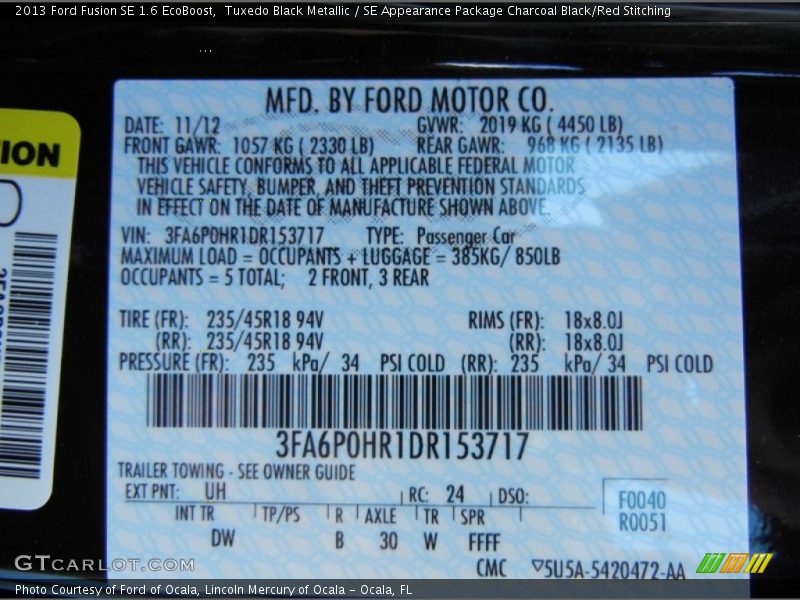 2013 Ford Fusion SE 1.6 EcoBoost,  Tuxedo Black Metallic / SE Appearance Package Charcoal Black/Red Stitching
MFD. BY FORD MOTOR CO.
DATE: 11/12 GVWR: 2019 KG ( 4450 LB)
FRONT GAWR: 1057 KG ( 2330 LB) REAR GAWR: 968 KG ( 2135 LB)
THIS VEHICLE CONFORMS TO ALL APPLICABLE FEDERAL MOTOR
VEHICLE SAFETY, BUMPER, AND THEFT PREVENTION STANDARDS
IN EFFECT ON THE DATE OF MANUFACTURE SHOWN ABOVE
VIN: 3FA6P0HR1DR153717 TYPE: Passenger Car
MAXIMUM LOAD = OCCUPANTS + LUGGAGE = 385KG/ 850LB
OCCUPANTS = 5 TOTAL; 2 FRONT, 3 REAR
TIRE (FR): 235/45R18 94V RIMS (FR): 18x8.0J
(RR): 235/45R18 94V (RR): 18x8.0J
PRESSURE (FR): 235 kPa/ 34 PSI COLD (RR): 235 kPa/ 34 PSI COLD
3FA6P0HR1DR153717
TRAILER TOWING - SEE OWNER GUIDE
EXT PNT: UH RC: 24 DSO:
F0040
R0051
INT TR TP/PS R AXLE TR SPR
DW B 30 W FFFF
CMC ▽5U5A-5420472-AA
ION
GTcarlot.com
Photo Courtesy of Ford of Ocala, Lincoln Mercury of Ocala – Ocala, FL